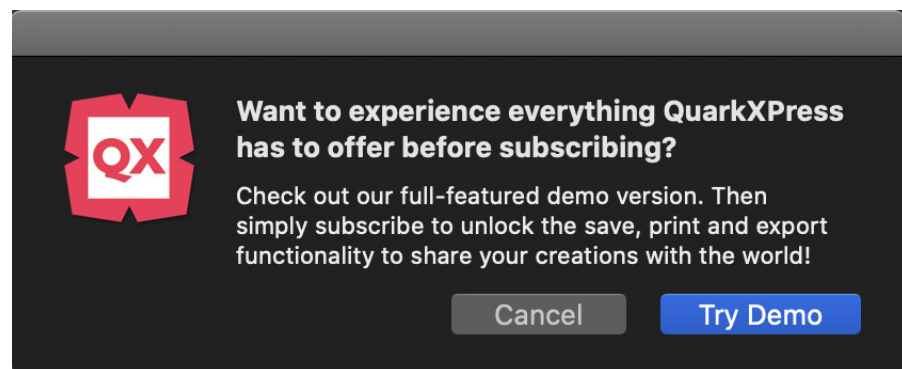 QX
Want to experience everything QuarkXPress
has to offer before subscribing?
Check out our full-featured demo version. Then
simply subscribe to unlock the save, print and export
functionality to share your creations with the world!
Cancel
Try Demo